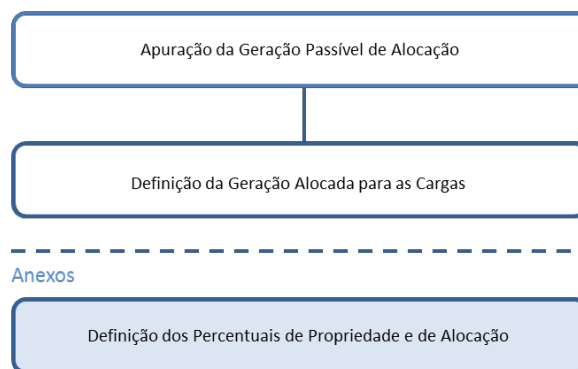 Apuração da Geração Passível de Alocação
Definição da Geração Alocada para as Cargas
Anexos
Definição dos Percentuais de Propriedade e de Alocação